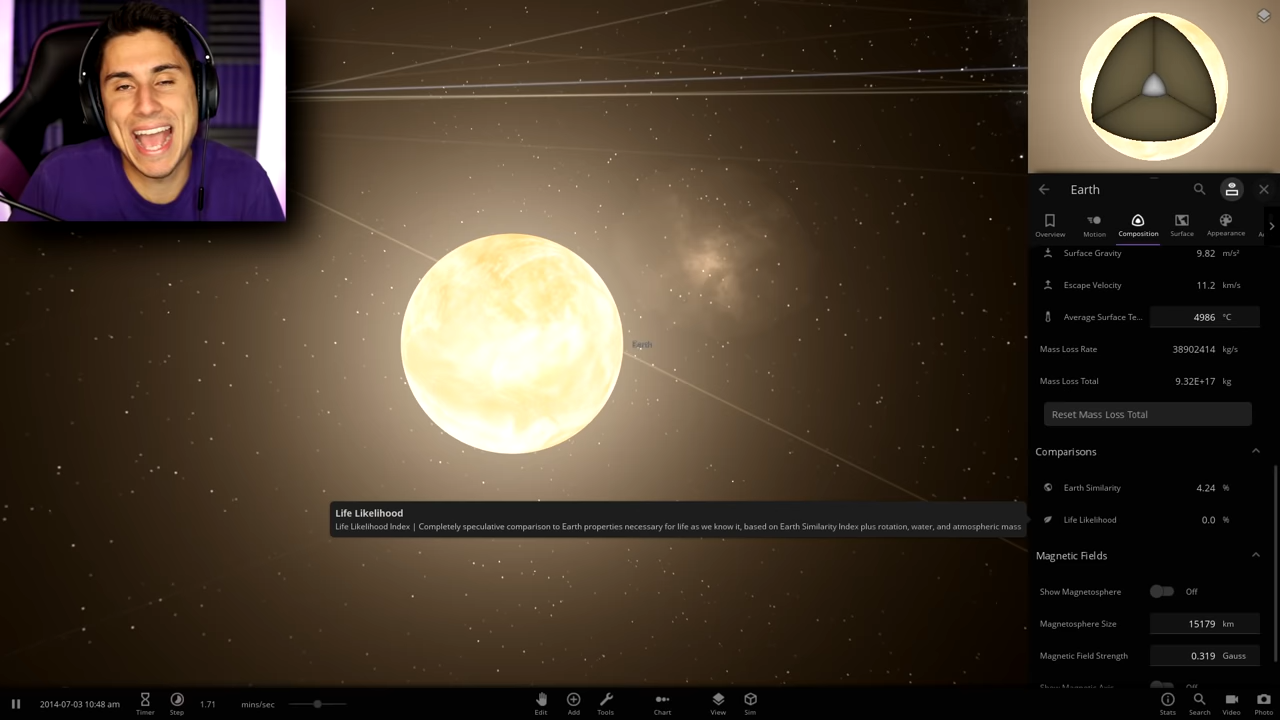 Earth
Overview
Motion
Composition
Surface
Appearance
Surface Gravity 9.82 m/s²
Escape Velocity 11.2 km/s
Average Surface Te... 4986 °C
Mass Loss Rate 38902414 kg/s
Mass Loss Total 9.32E+17 kg
Reset Mass Loss Total
Comparisons
Earth Similarity 4.24 %
Life Likelihood 0.0 %
Magnetic Fields
Show Magnetosphere Off
Magnetosphere Size 15179 km
Magnetic Field Strength 0.319 Gauss
Earth
Life Likelihood
Life Likelihood Index | Completely speculative comparison to Earth properties necessary for life as we know it, based on Earth Similarity Index plus rotation, water, and atmospheric mass
2014-07-03 10:48 am
Timer
Step
1.71 mins/sec
Edit
Add
Tools
Chart
View
Sim
Stats
Search
Video
Photo